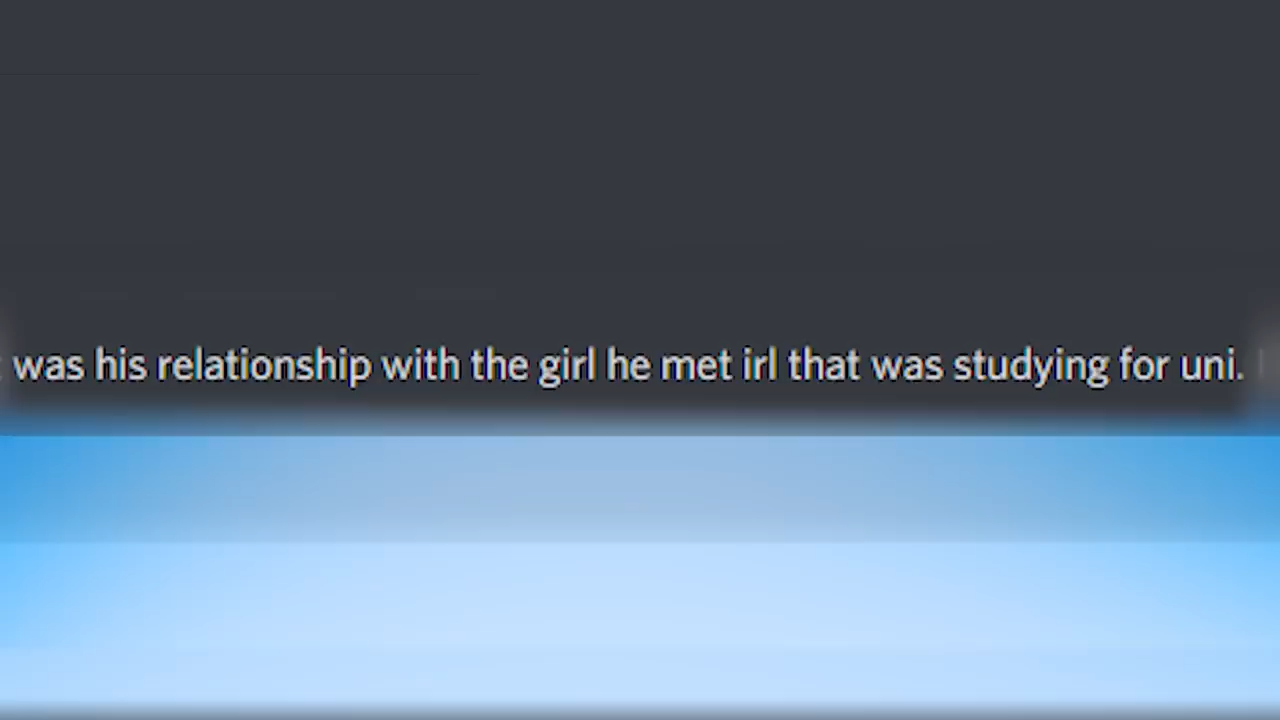 was his relationship with the girl he met irl that was studying for uni.